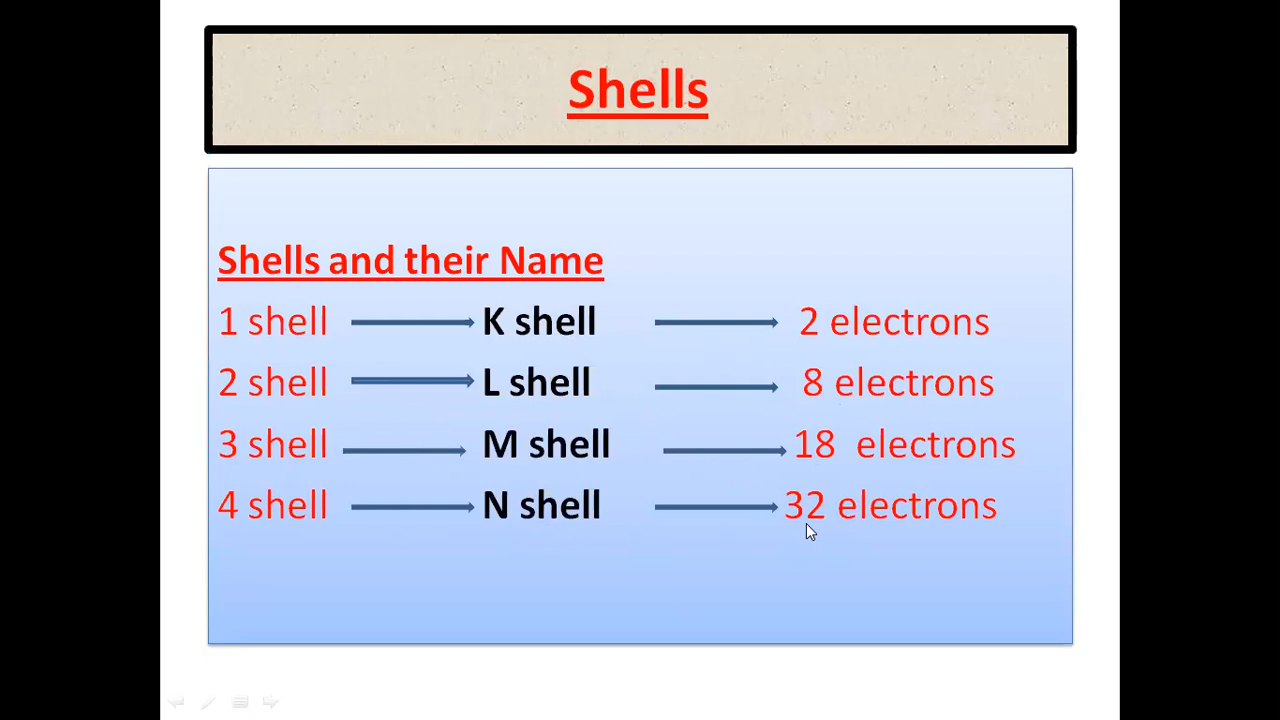 Shells
Shells and their Name
1 shell K shell 2 electrons
2 shell L shell 8 electrons
3 shell M shell 18 electrons
4 shell N shell 32 electrons